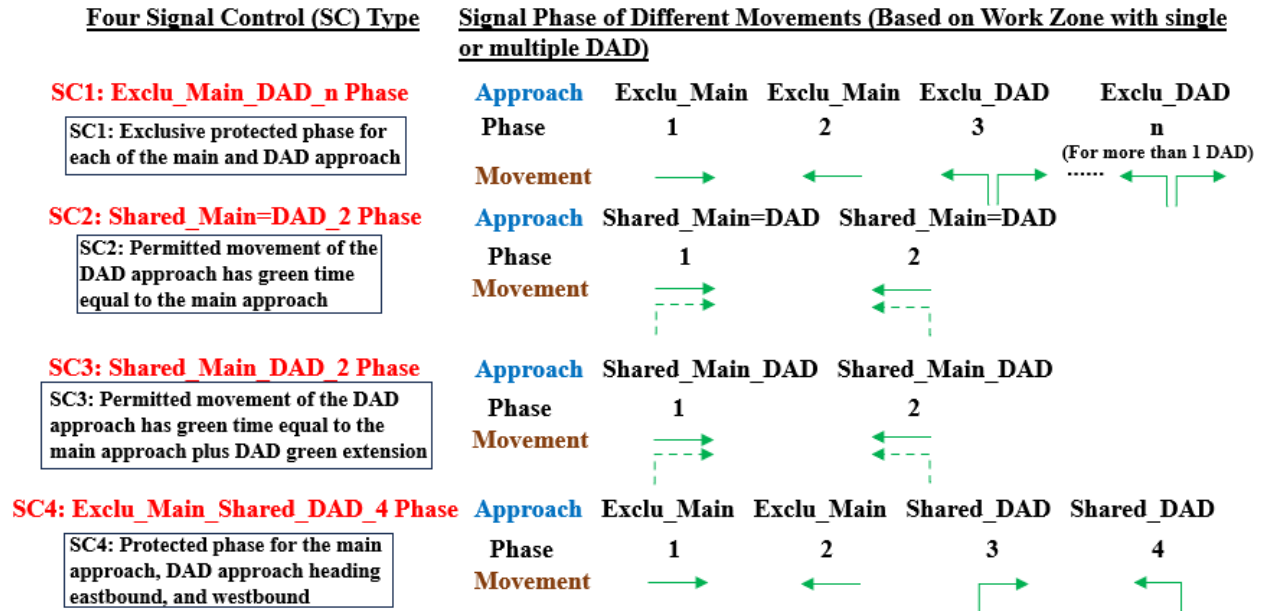 Four Signal Control (SC) Type
Signal Phase of Different Movements (Based on Work Zone with single
or multiple DAD)
SC1: Exclu_Main_DAD_n Phase
SC1: Exclusive protected phase for
each of the main and DAD approach
Approach Exclu_Main Exclu_Main Exclu_DAD Exclu_DAD
Phase 1 2 3 n
(For more than 1 DAD)
Movement ......
SC2: Shared_Main=DAD_2 Phase
SC2: Permitted movement of the
DAD approach has green time
equal to the main approach
Approach Shared_Main=DAD Shared_Main=DAD
Phase 1 2
Movement
SC3: Shared_Main_DAD_2 Phase
SC3: Permitted movement of the DAD
approach has green time equal to the
main approach plus DAD green extension
Approach Shared_Main_DAD Shared_Main_DAD
Phase 1 2
Movement
SC4: Exclu_Main_Shared_DAD_4 Phase
SC4: Protected phase for the main
approach, DAD approach heading
eastbound, and westbound
Approach Exclu_Main Exclu_Main Shared_DAD Shared_DAD
Phase 1 2 3 4
Movement